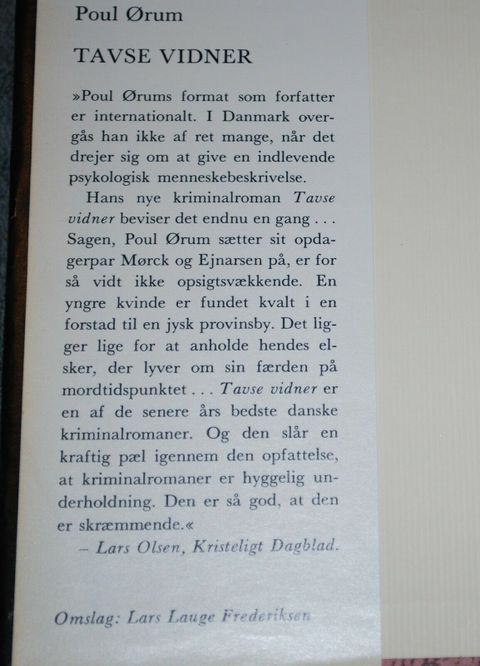 Poul Ørum
TAVSE VIDNER
»Poul Ørums format som forfatter
er internationalt. I Danmark over-
gås han ikke af ret mange, når det
drejer sig om at give en indlevende
psykologisk menneskebeskrivelse.
Hans nye kriminalroman Tavse
vidner beviser det endnu en gang . . .
Sagen, Poul Ørum sætter sit opda-
gerpar Mørck og Ejnarsen på, er for
så vidt ikke opsigtsvækkende. En
yngre kvinde er fundet kvalt i en
forstad til en jysk provinsby. Det lig-
ger lige for at anholde hendes el-
sker, der lyver om sin færden på
mordtidspunktet . . . Tavse vidner er
en af de senere års bedste danske
kriminalromaner. Og den slår en
kraftig pæl igennem den opfattelse,
at kriminalromaner er hyggelig un-
derholdning. Den er så god, at den
er skræmmende.«
– Lars Olsen, Kristeligt Dagblad.
Omslag: Lars Lauge Frederiksen